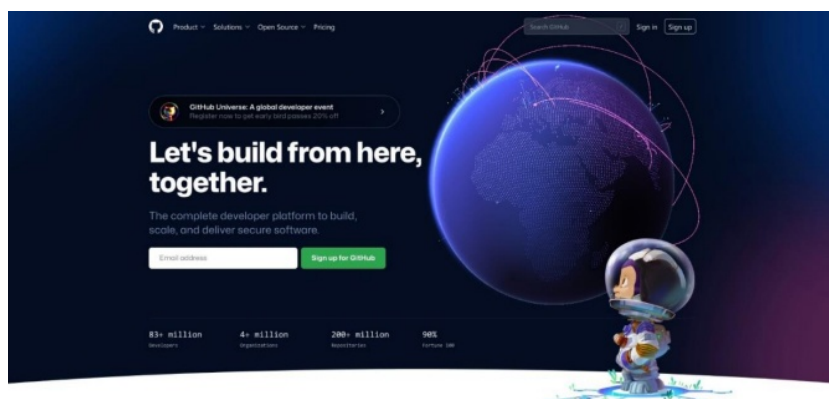 Product Solutions Open Source Pricing Search GitHub Sign in Sign up
GitHub Universe: A global developer event
Register now to get early bird passes 20% off
Let's build from here,
together.
The complete developer platform to build,
scale, and deliver secure software.
Email address Sign up for GitHub
83+ million 4+ million 200+ million 90%
Developers Organizations Repositories Fortune 100